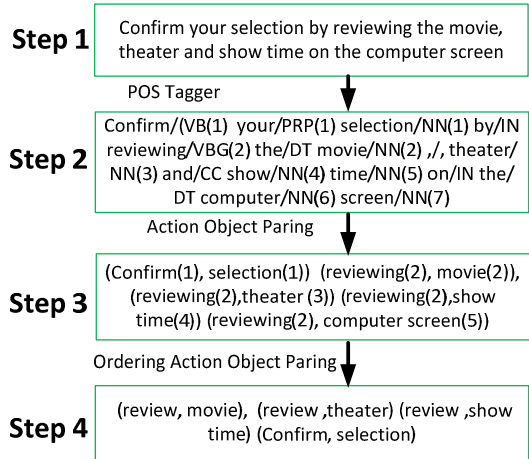 Step 1
Confirm your selection by reviewing the movie,
theater and show time on the computer screen
POS Tagger
Step 2
Confirm/(VB(1) your/PRP(1) selection/NN(1) by/IN
reviewing/VBG(2) the/DT movie/NN(2) ,/, theater/
NN(3) and/CC show/NN(4) time/NN(5) on/IN the/
DT computer/NN(6) screen/NN(7)
Action Object Paring
Step 3
(Confirm(1), selection(1)) (reviewing(2), movie(2)),
(reviewing(2),theater (3)) (reviewing(2),show
time(4)) (reviewing(2), computer screen(5))
Ordering Action Object Paring
Step 4
(review, movie), (review ,theater) (review ,show
time) (Confirm, selection)